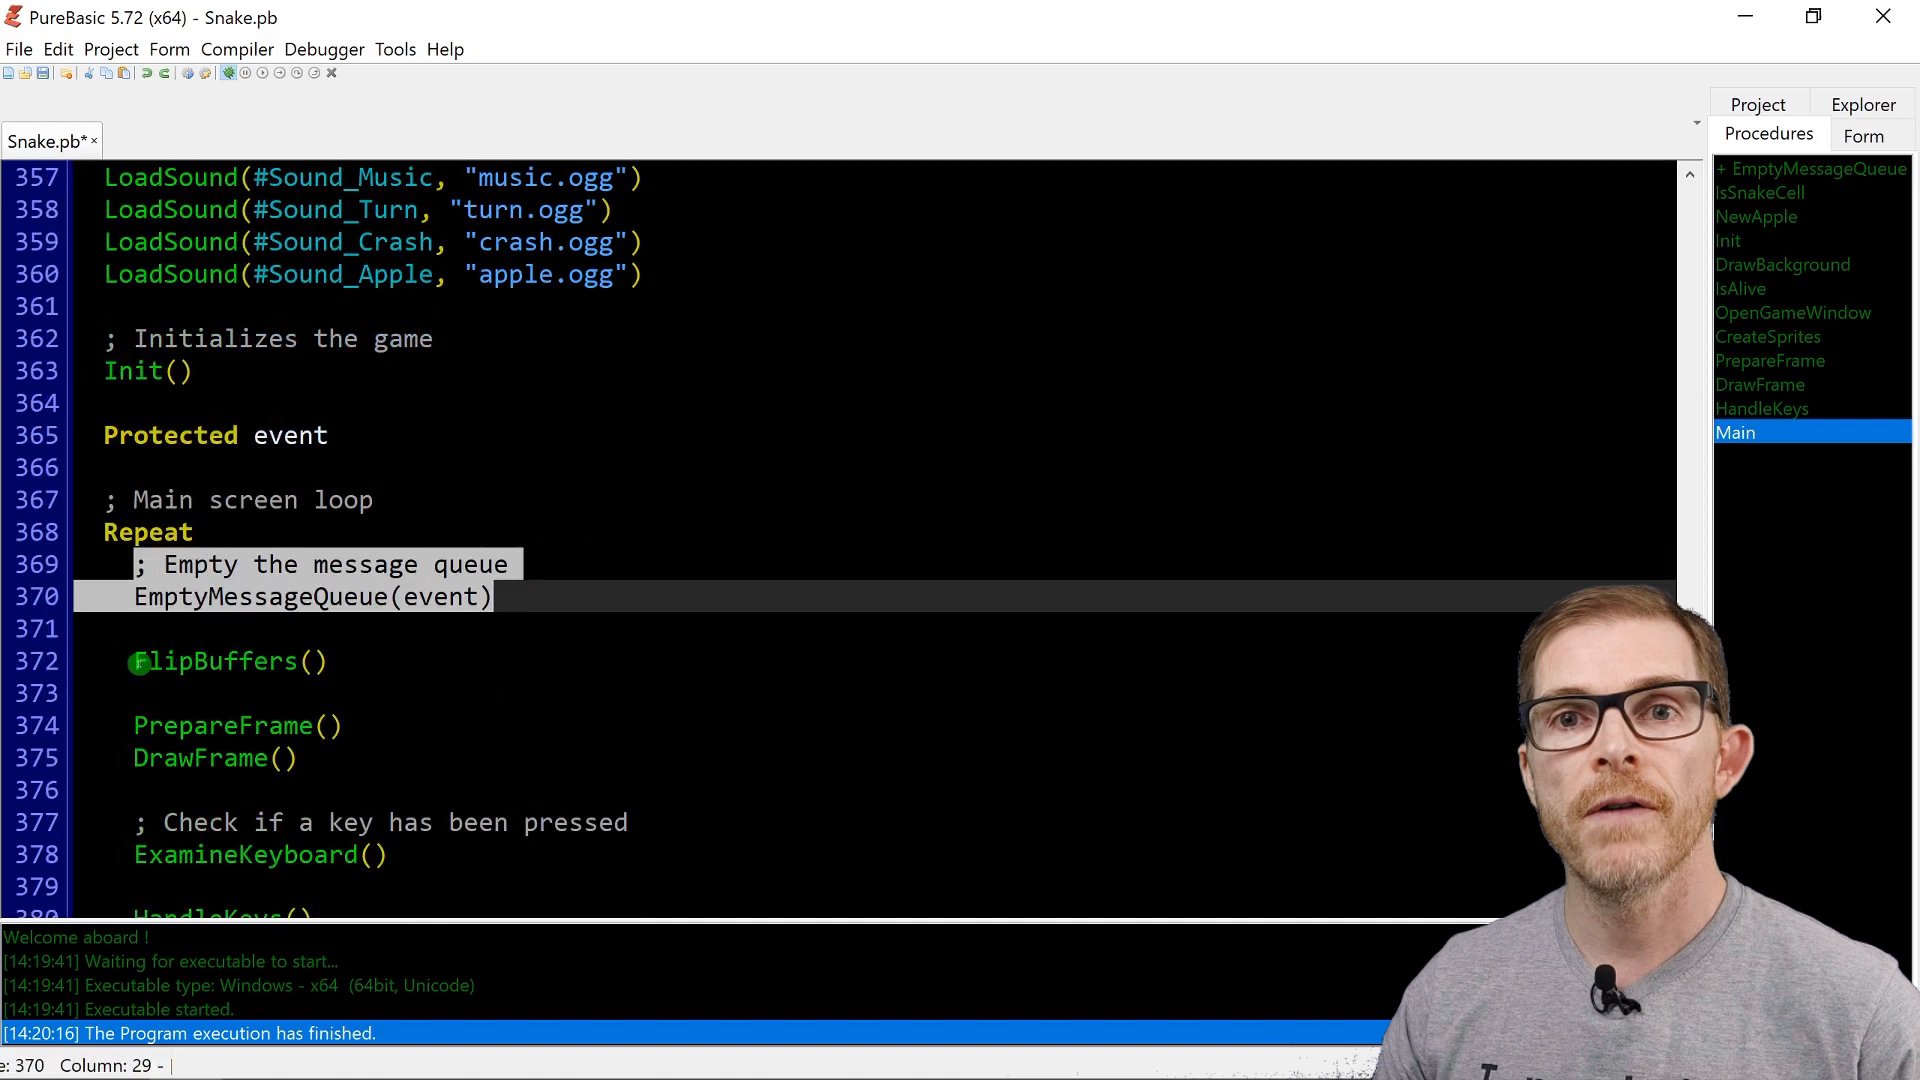 PureBasic 5.72 (x64) - Snake.pb
File Edit Project Form Compiler Debugger Tools Help
Project Explorer
Snake.pb*
Procedures Form
357 LoadSound(#Sound_Music, "music.ogg")
358 LoadSound(#Sound_Turn, "turn.ogg")
359 LoadSound(#Sound_Crash, "crash.ogg")
360 LoadSound(#Sound_Apple, "apple.ogg")
361
362 ; Initializes the game
363 Init()
364
365 Protected event
366
367 ; Main screen loop
368 Repeat
369 ; Empty the message queue
370 EmptyMessageQueue(event)
371
372 FlipBuffers()
373
374 PrepareFrame()
375 DrawFrame()
376
377 ; Check if a key has been pressed
378 ExamineKeyboard()
379
380 HandleKeys()
+ EmptyMessageQueue
IsSnakeCell
NewApple
Init
DrawBackground
IsAlive
OpenGameWindow
CreateSprites
PrepareFrame
DrawFrame
HandleKeys
Main
Welcome aboard !
[14:19:41] Waiting for executable to start...
[14:19:41] Executable type: Windows - x64 (64bit, Unicode)
[14:19:41] Executable started.
[14:20:16] The Program execution has finished.
e: 370 Column: 29 -